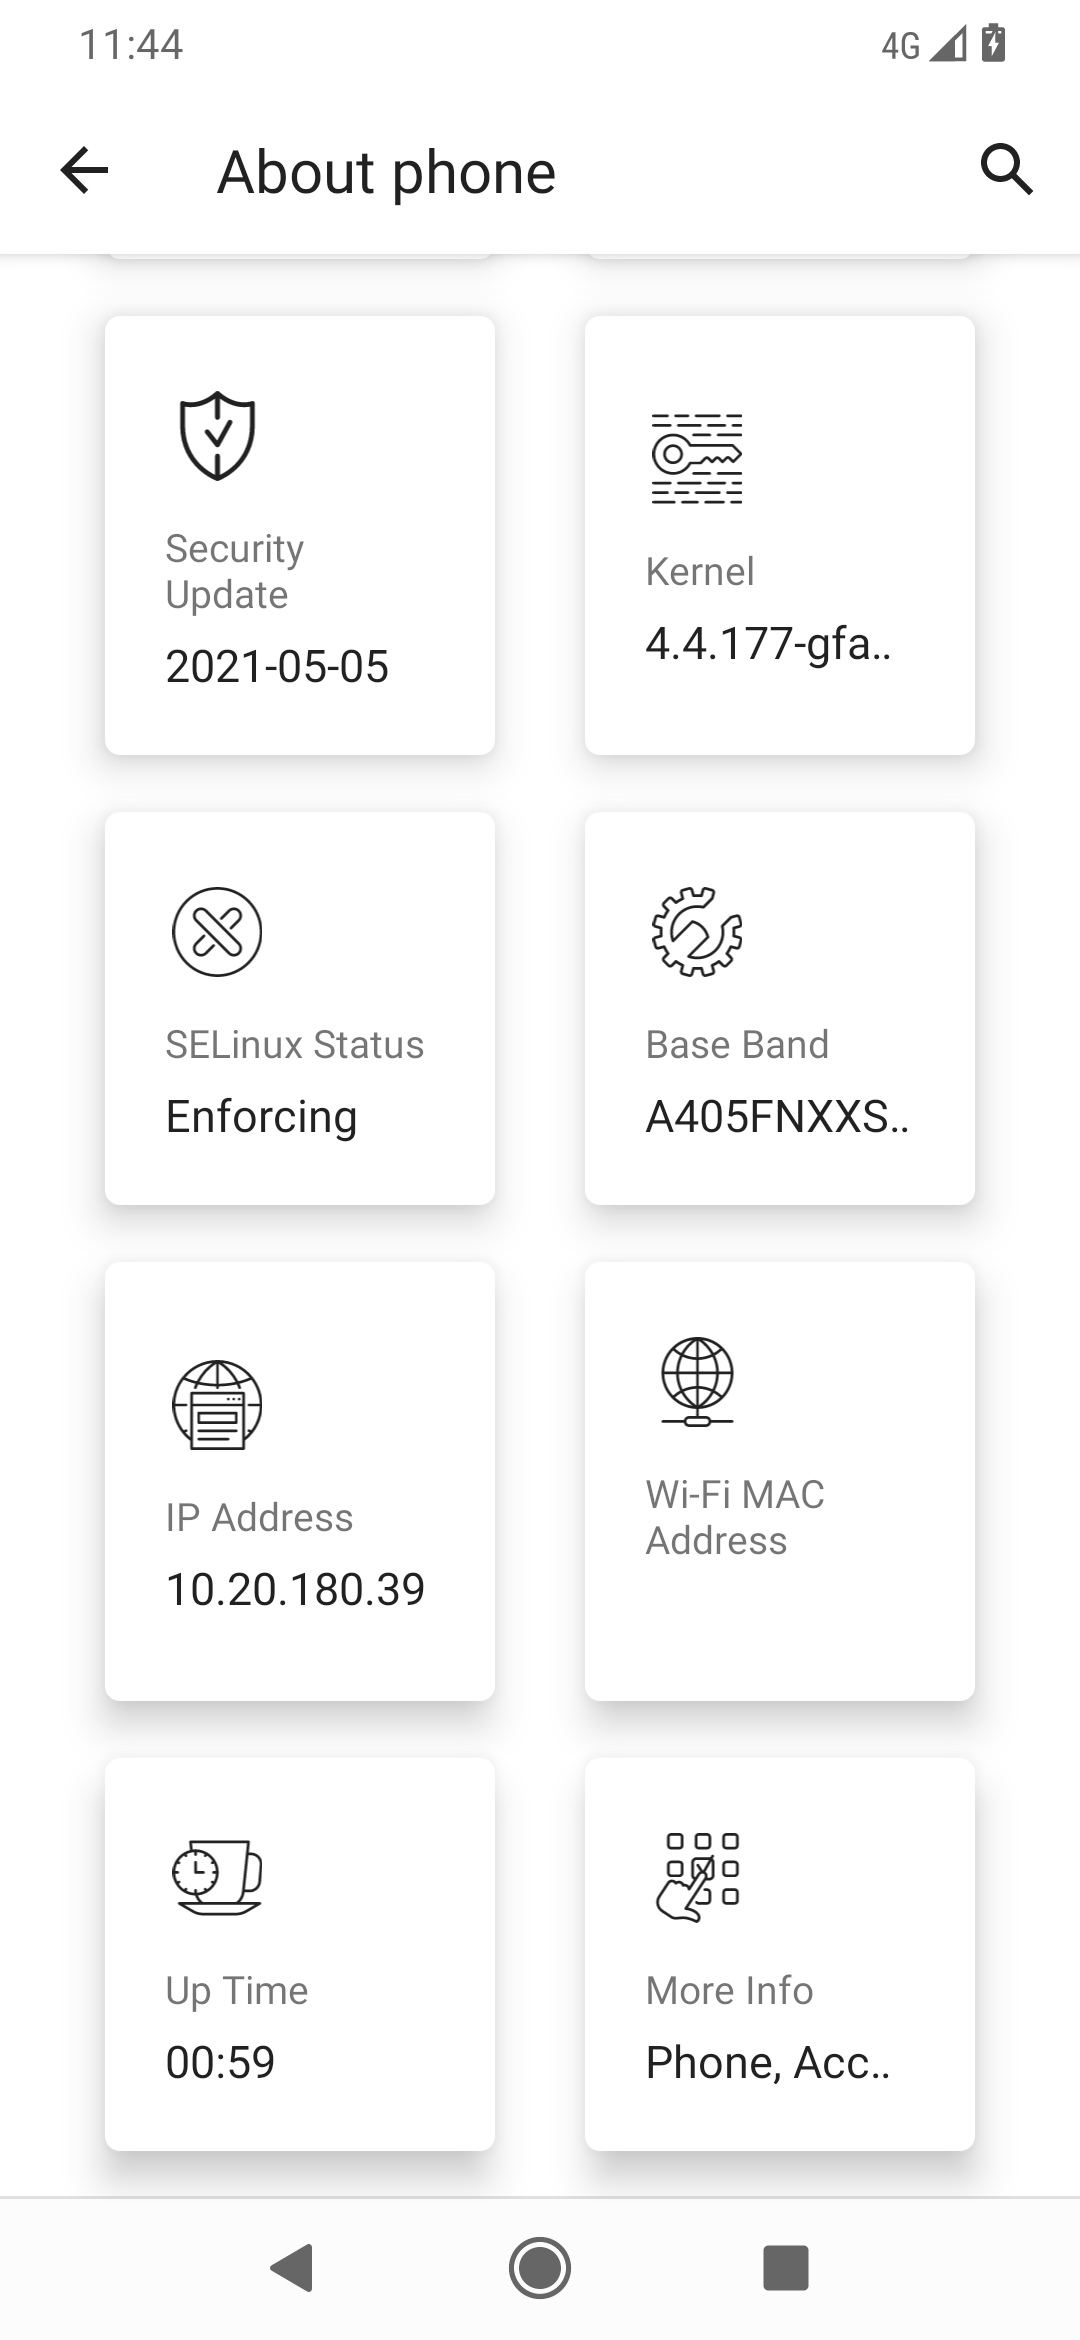 11:44
4G
About phone
Security
Update
2021-05-05
Kernel
4.4.177-gfa..
SELinux Status
Enforcing
Base Band
A405FNXXS..
IP Address
10.20.180.39
Wi-Fi MAC
Address
Up Time
00:59
More Info
Phone, Acc..